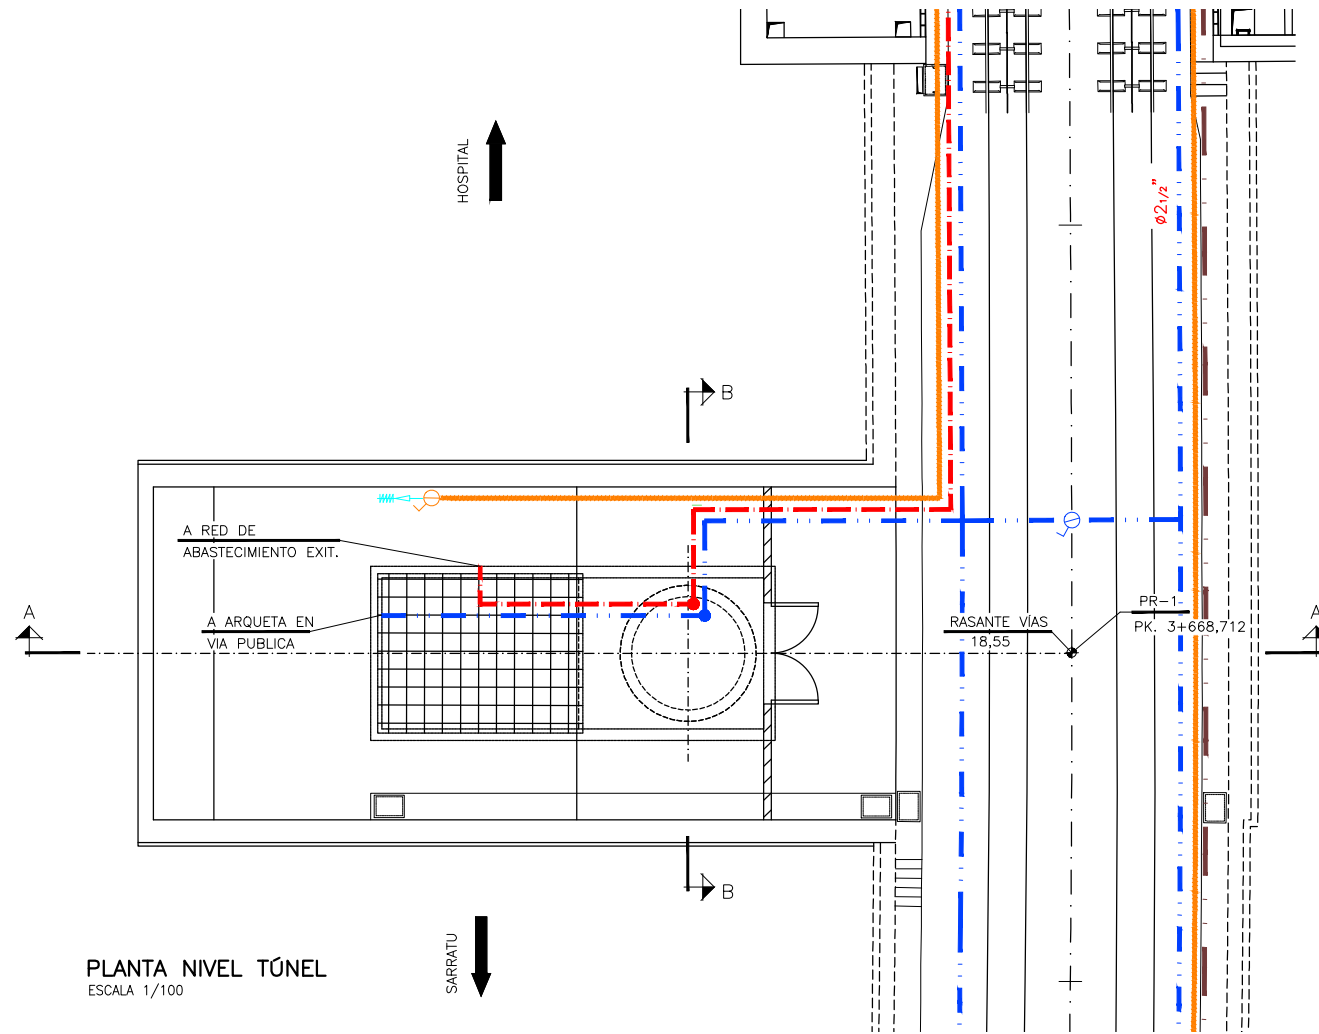 HOSPITAL
ø2 1/2"
B
A RED DE
ABASTECIMIENTO EXIT.
A
A ARQUETA EN
VIA PUBLICA
PR-1
PK. 3+668,712
RASANTE VÍAS
18,55
A
B
SARRATU
PLANTA NIVEL TÚNEL
ESCALA 1/100